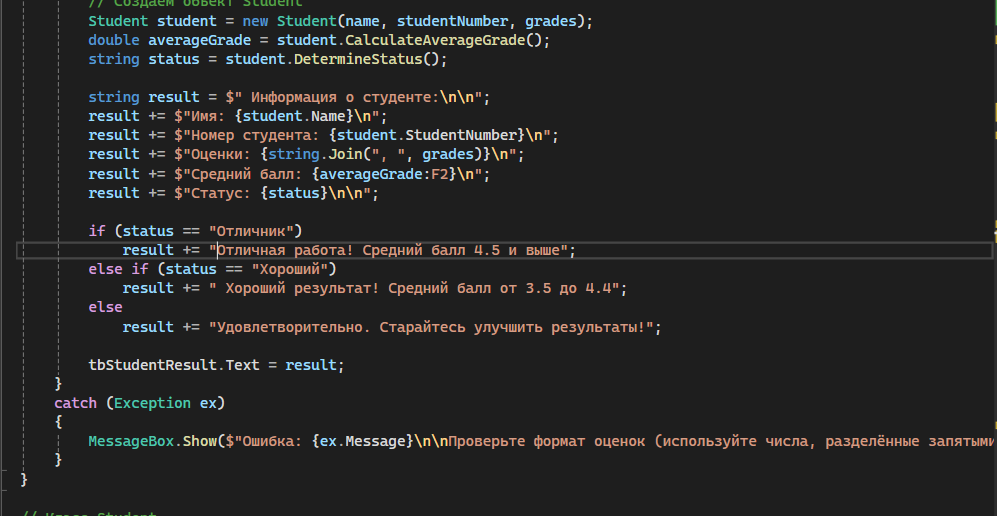 // Создаем объект Student
Student student = new Student(name, studentNumber, grades);
double averageGrade = student.CalculateAverageGrade();
string status = student.DetermineStatus();
string result = $" Информация о студенте:\n\n";
result += $"Имя: {student.Name}\n";
result += $"Номер студента: {student.StudentNumber}\n";
result += $"Оценки: {string.Join(", ", grades)}\n";
result += $"Средний балл: {averageGrade:F2}\n";
result += $"Статус: {status}\n\n";
if (status == "Отличник")
result += "Отличная работа! Средний балл 4.5 и выше";
else if (status == "Хороший")
result += " Хороший результат! Средний балл от 3.5 до 4.4";
else
result += "Удовлетворительно. Старайтесь улучшить результаты!";
tbStudentResult.Text = result;
}
catch (Exception ex)
{
MessageBox.Show($"Ошибка: {ex.Message}\n\nПроверьте формат оценок (используйте числа, разделённые запятыми
}
}
// Класс Student